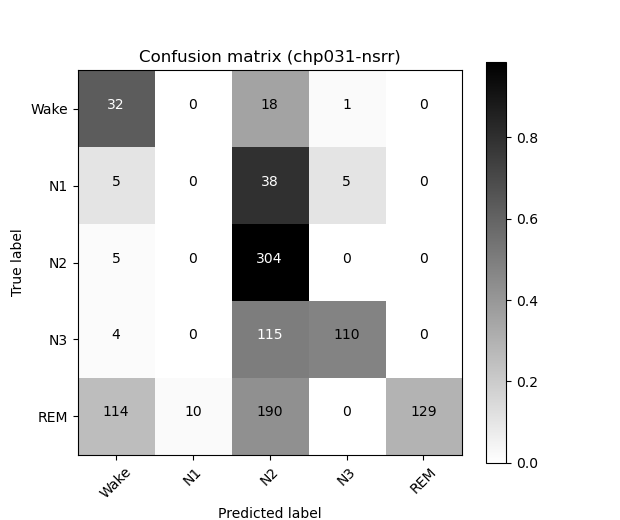 Confusion matrix (chp031-nsrr)
True label
Wake 32 0 18 1 0
N1 5 0 38 5 0
N2 5 0 304 0 0
N3 4 0 115 110 0
REM 114 10 190 0 129
Wake N1 N2 N3 REM
Predicted label
0.8
0.6
0.4
0.2
0.0